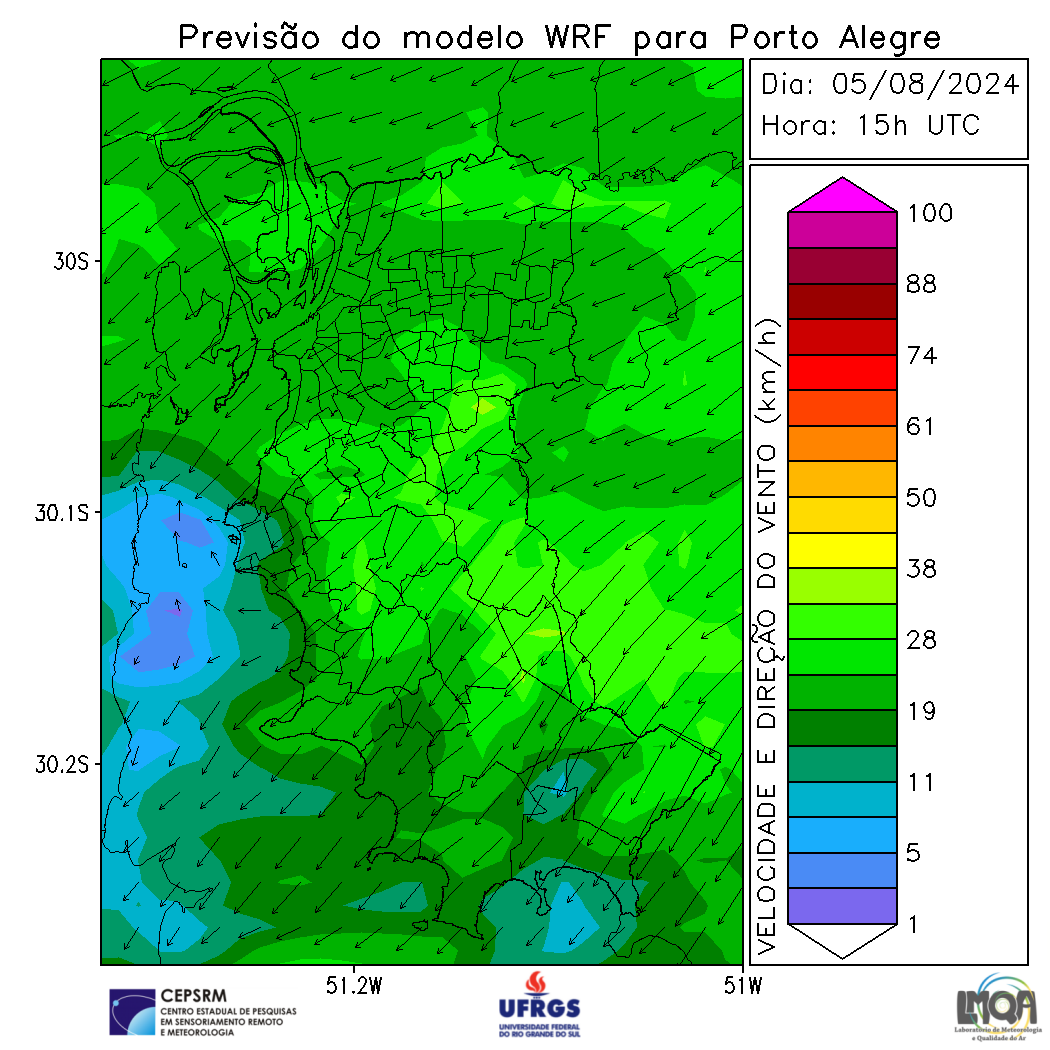 Previsão do modelo WRF para Porto Alegre
Dia: 05/08/2024
Hora: 15h UTC
30S
30.1S
30.2S
51.2W
51W
VELOCIDADE E DIREÇÃO DO VENTO (km/h)
100
88
74
61
50
38
28
19
11
5
1
CEPSRM
CENTRO ESTADUAL DE PESQUISAS
EM SENSORIAMENTO REMOTO
E METEOROLOGIA
UFRGS
UNIVERSIDADE FEDERAL
DO RIO GRANDE DO SUL
LMQA
Laboratório de Meteorologia
e Qualidade do Ar